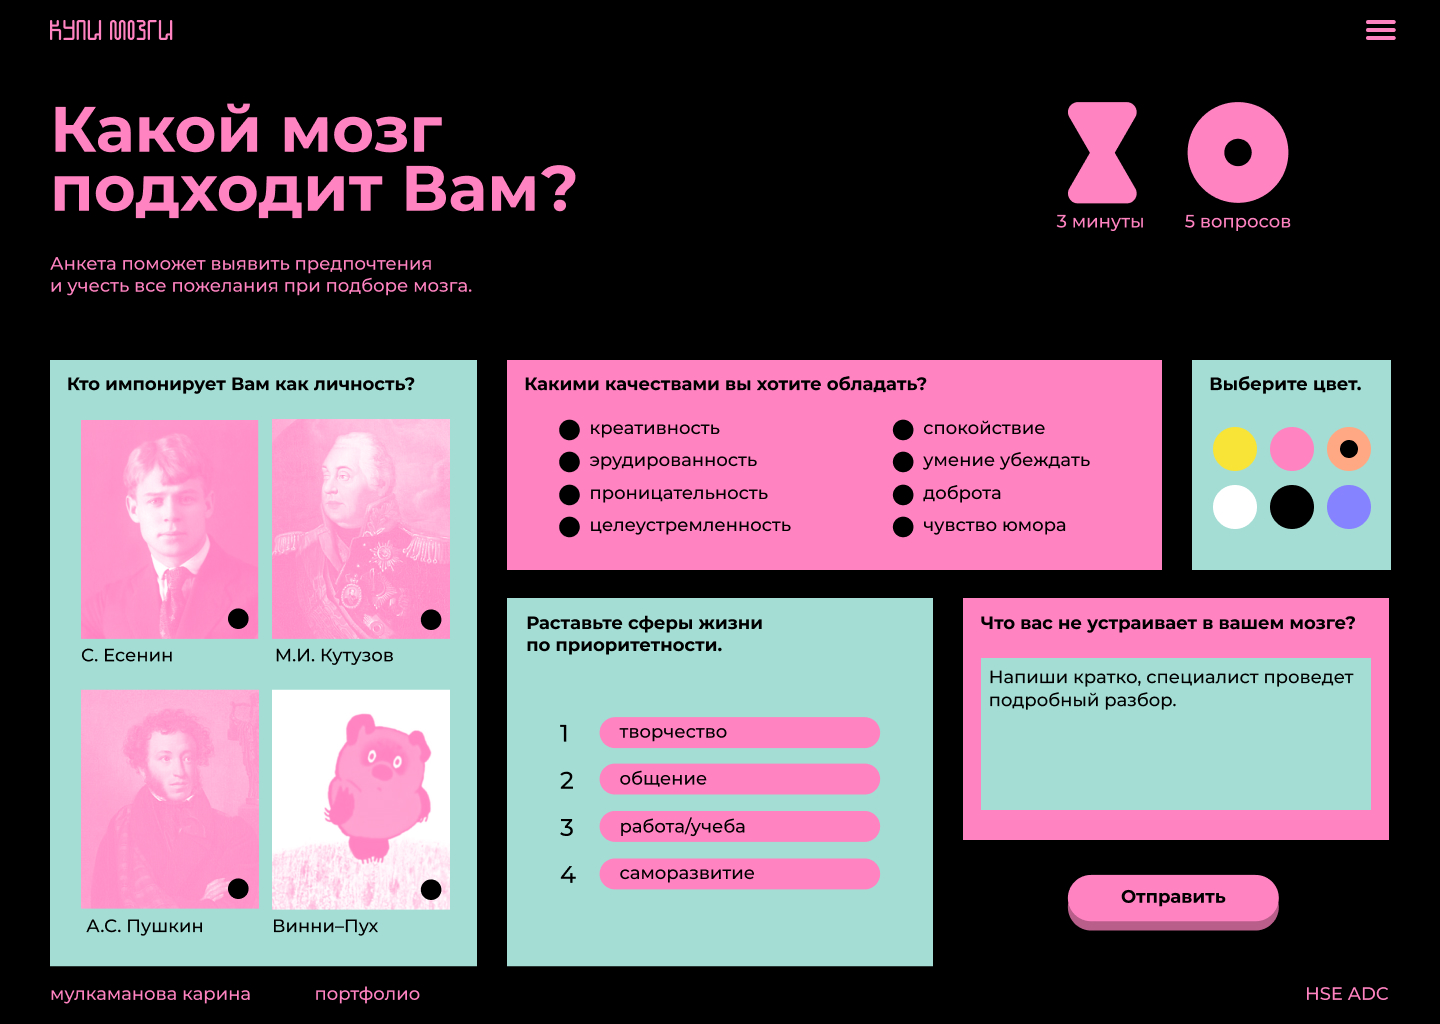 КУПИ МОЗГИ
Какой мозг
подходит Вам?
3 минуты
5 вопросов
Анкета поможет выявить предпочтения
и учесть все пожелания при подборе мозга.
Кто импонирует Вам как личность?
С. Есенин
М.И. Кутузов
А.С. Пушкин
Винни–Пух
Какими качествами вы хотите обладать?
креативность
эрудированность
проницательность
целеустремленность
спокойствие
умение убеждать
доброта
чувство юмора
Выберите цвет.
Раставьте сферы жизни
по приоритетности.
1 творчество
2 общение
3 работа/учеба
4 саморазвитие
Что вас не устраивает в вашем мозге?
Напиши кратко, специалист проведет
подробный разбор.
Отправить
мулкаманова карина
портфолио
HSE ADC